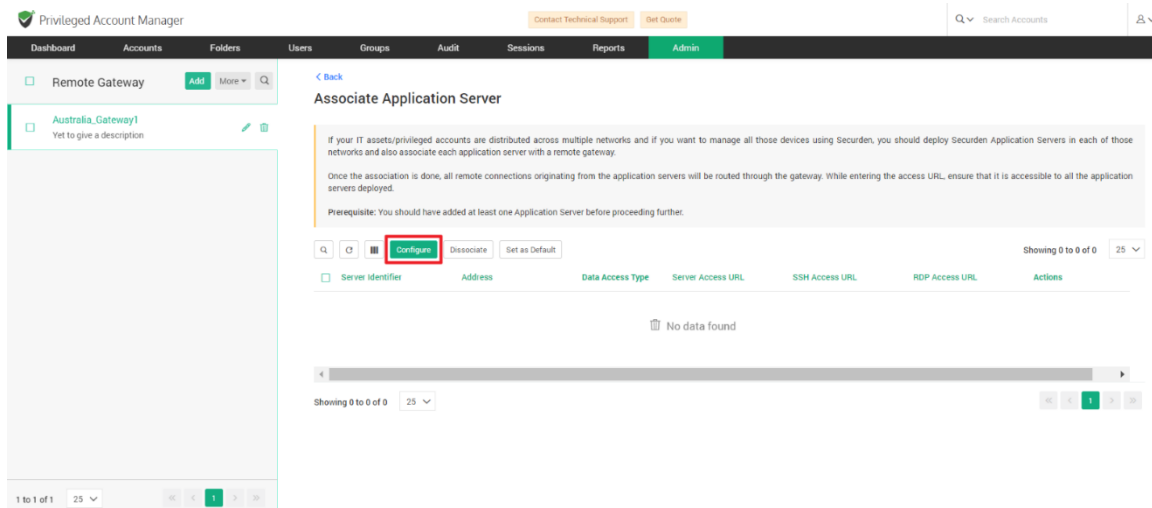 Privileged Account Manager
Contact Technical Support
Get Quote
Search Accounts
Dashboard Accounts Folders Users Groups Audit Sessions Reports Admin
Remote Gateway
Add
More
Australia_Gateway1
Yet to give a description
1 to 1 of 1
25
1
< Back
Associate Application Server
If your IT assets/privileged accounts are distributed across multiple networks and if you want to manage all those devices using Securden, you should deploy Securden Application Servers in each of those
networks and also associate each application server with a remote gateway.
Once the association is done, all remote connections originating from the application servers will be routed through the gateway. While entering the access URL, ensure that it is accessible to all the application
servers deployed.
Prerequisite: You should have added at least one Application Server before proceeding further.
Configure
Dissociate
Set as Default
Showing 0 to 0 of 0
25
Server Identifier Address Data Access Type Server Access URL SSH Access URL RDP Access URL Actions
No data found
Showing 0 to 0 of 0
25
1